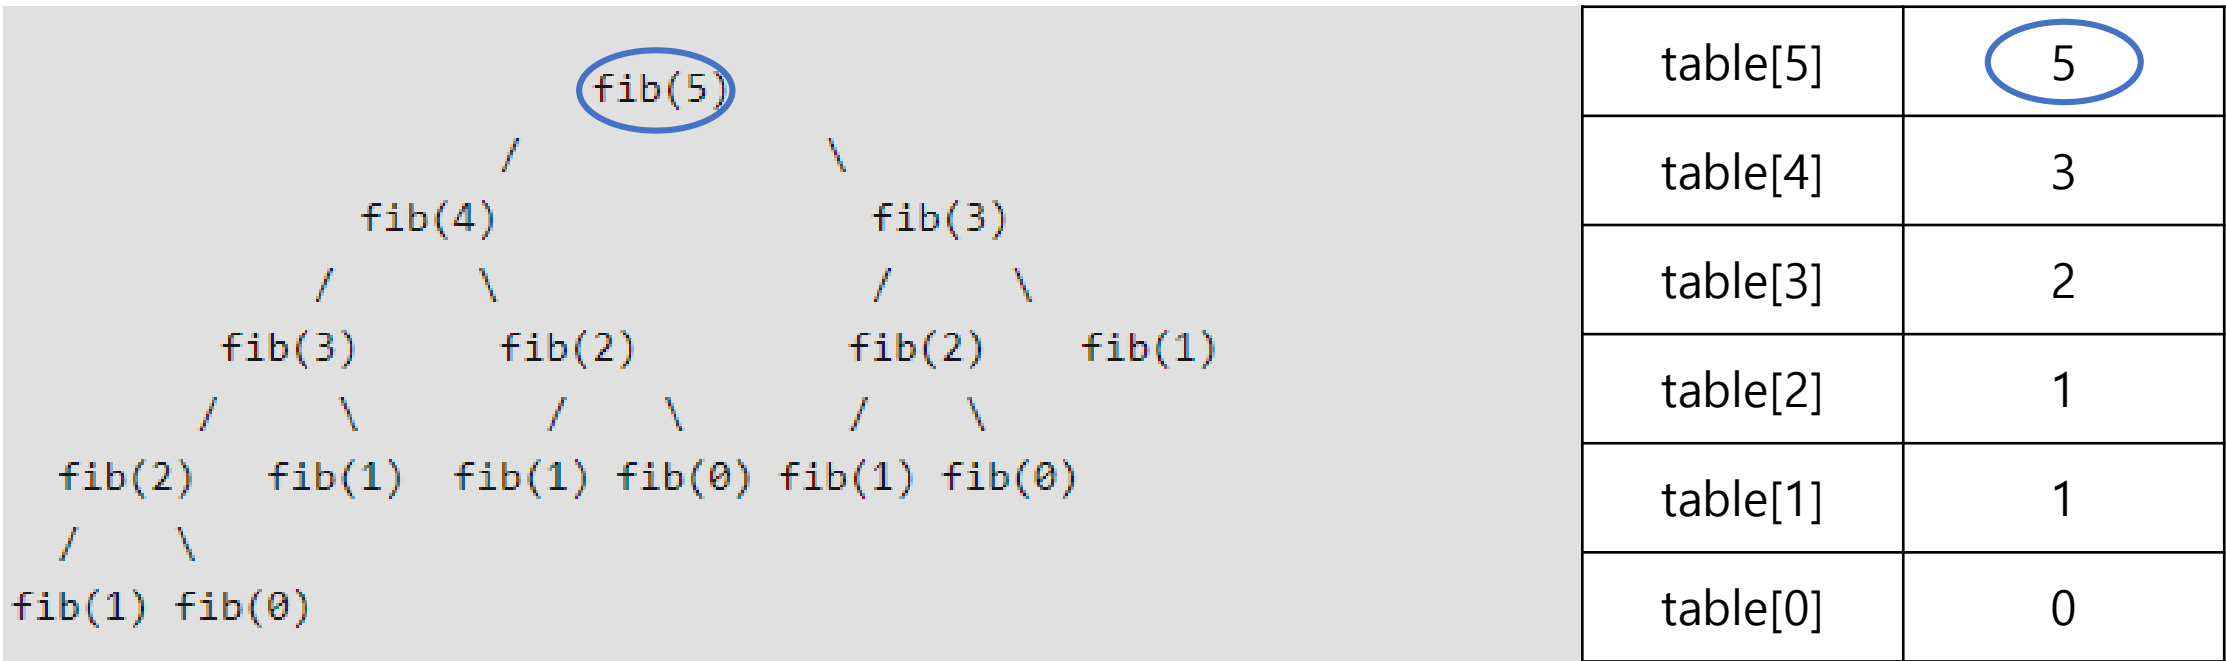 fib(5)
/ \
fib(4) fib(3)
/ \ / \
fib(3) fib(2) fib(2) fib(1)
/ \ / \ / \
fib(2) fib(1) fib(1) fib(0) fib(1) fib(0)
/ \
fib(1) fib(0)
table[5] 5
table[4] 3
table[3] 2
table[2] 1
table[1] 1
table[0] 0